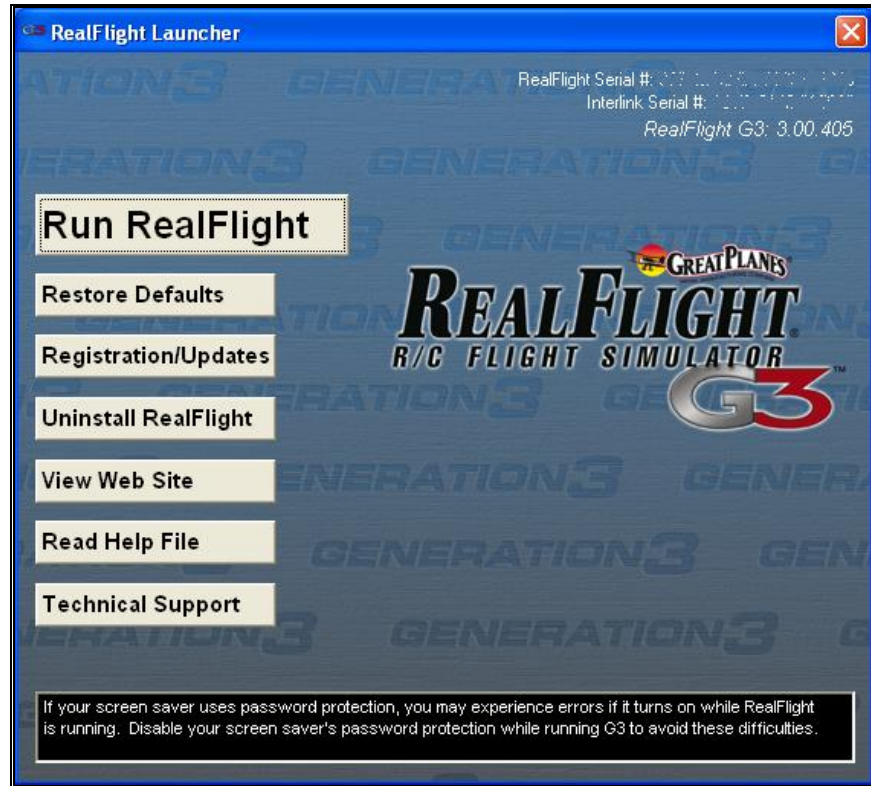 RealFlight Launcher
RealFlight Serial #:
Interlink Serial #:
RealFlight G3: 3.00.405
Run RealFlight
Restore Defaults
Registration/Updates
Uninstall RealFlight
View Web Site
Read Help File
Technical Support
GREAT PLANES
REALFLIGHT
R/C FLIGHT SIMULATOR
G3™
GENERATION3
If your screen saver uses password protection, you may experience errors if it turns on while RealFlight
is running. Disable your screen saver's password protection while running G3 to avoid these difficulties.